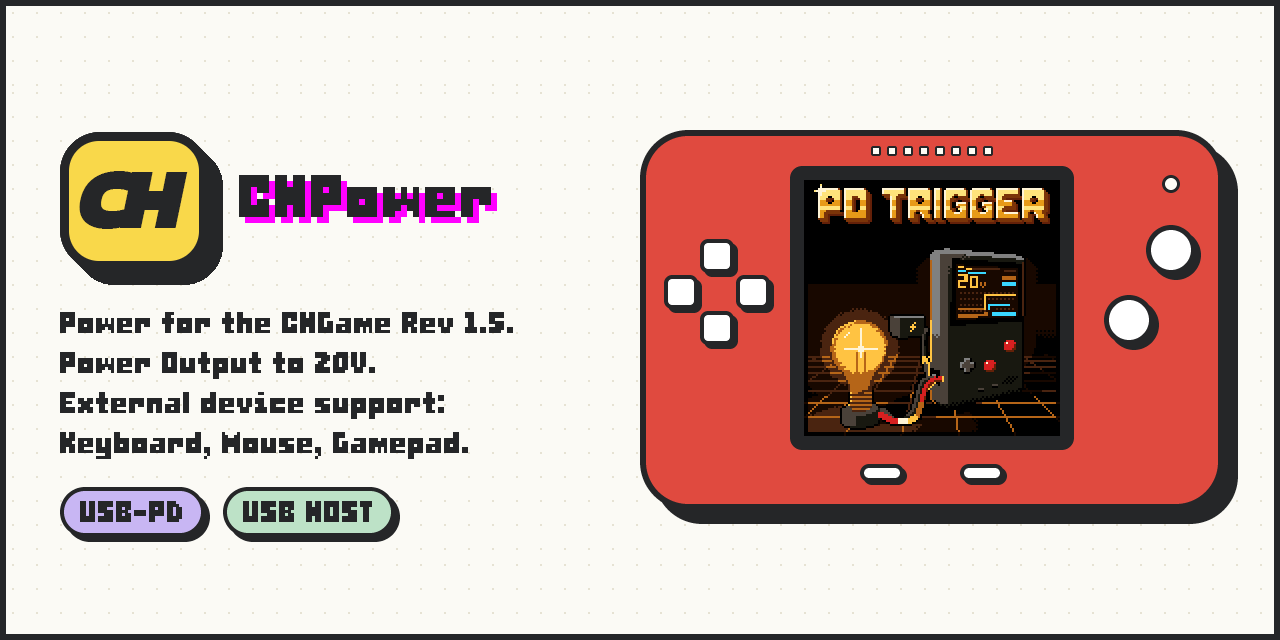 CH
CHPower
Power for the CHGame Rev 1.5.
Power Output to 20V.
External device support:
Keyboard, Mouse, Gamepad.
USB-PD
USB HOST
PD TRIGGER
20V